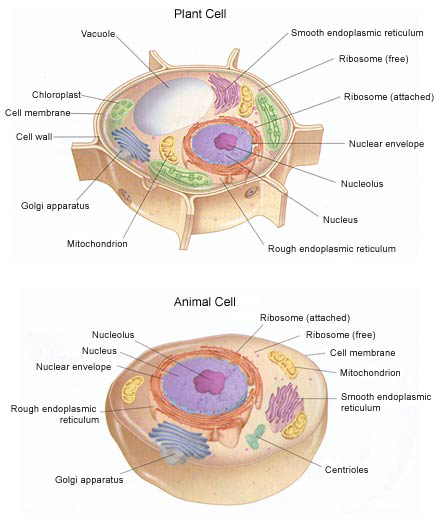 Plant Cell
Vacuole
Smooth endoplasmic reticulum
Ribosome (free)
Chloroplast
Ribosome (attached)
Cell membrane
Cell wall
Nuclear envelope
Nucleolus
Golgi apparatus
Nucleus
Mitochondrion
Rough endoplasmic reticulum
Animal Cell
Ribosome (attached)
Nucleolus
Ribosome (free)
Nucleus
Cell membrane
Nuclear envelope
Mitochondrion
Smooth endoplasmic
reticulum
Rough endoplasmic
reticulum
Centrioles
Golgi apparatus